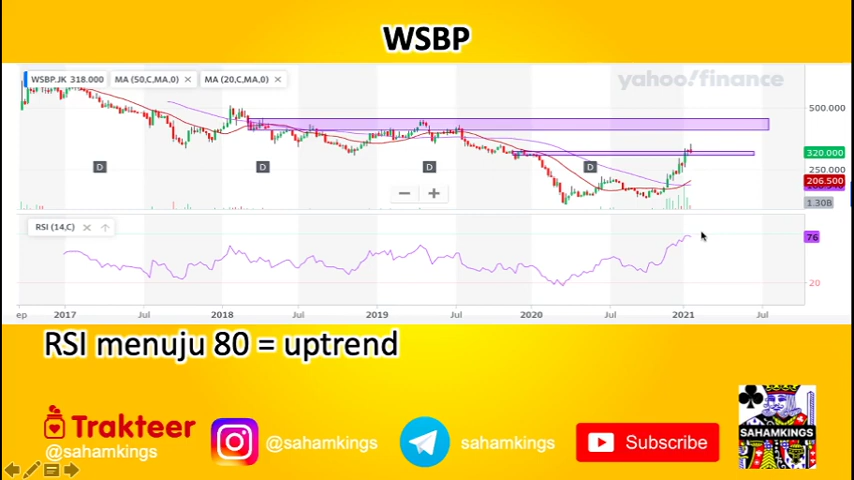 WSBP
WSBP.JK 318.000
MA (50,C,MA,0)
MA (20,C,MA,0)
yahoo!finance
500.000
320.000
250.000
206.500
1.30B
D
D
D
D
RSI (14,C)
76
20
ep 2017 Jul 2018 Jul 2019 Jul 2020 Jul 2021 Jul
RSI menuju 80 = uptrend
Trakteer
@sahamkings
@sahamkings
sahamkings
Subscribe
SAHAMKINGS